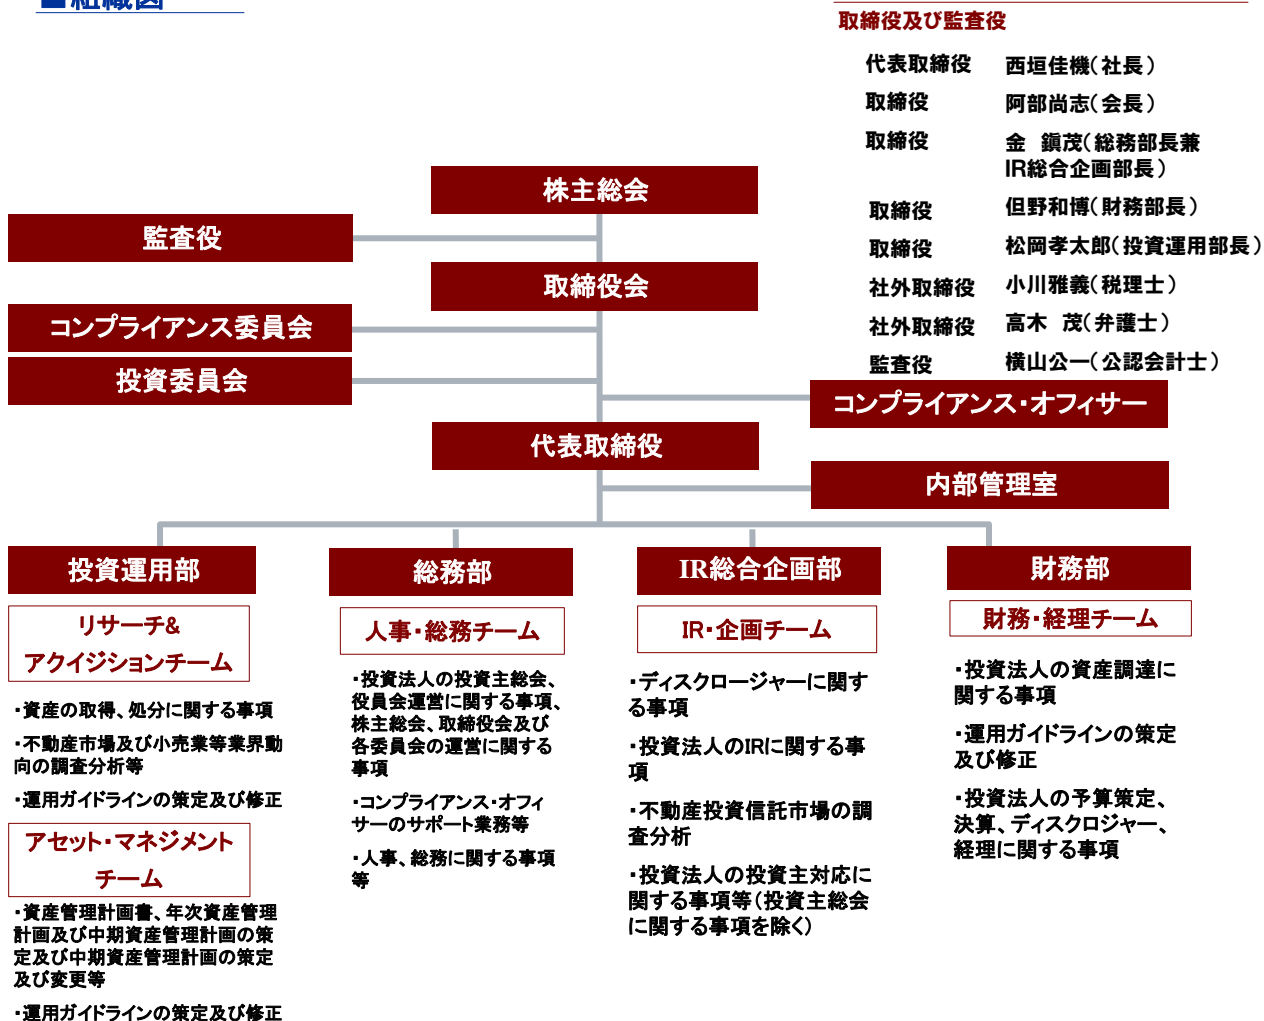 ■組織図
取締役及び監査役
代表取締役 西垣佳機(社長)
取締役 阿部尚志(会長)
取締役 金 鎭茂(総務部長兼
IR総合企画部長)
取締役 但野和博(財務部長)
取締役 松岡孝太郎(投資運用部長)
社外取締役 小川雅義(税理士)
社外取締役 高木 茂(弁護士)
監査役 横山公一(公認会計士)
株主総会
監査役
取締役会
コンプライアンス委員会
投資委員会
コンプライアンス・オフィサー
代表取締役
内部管理室
投資運用部
リサーチ&
アクイジションチーム
・資産の取得、処分に関する事項
・不動産市場及び小売業等業界動
向の調査分析等
・運用ガイドラインの策定及び修正
アセット・マネジメント
チーム
・資産管理計画書、年次資産管理
計画及び中期資産管理計画の策
定及び中期資産管理計画の策定
及び変更等
・運用ガイドラインの策定及び修正
総務部
人事・総務チーム
・投資法人の投資主総会、
役員会運営に関する事項、
株主総会、取締役会及び
各委員会の運営に関する
事項
・コンプライアンス・オフィ
サーのサポート業務等
・人事、総務に関する事項
等
IR総合企画部
IR・企画チーム
・ディスクロージャーに関す
る事項
・投資法人のIRに関する事
項
・不動産投資信託市場の調
査分析
・投資法人の投資主対応に
関する事項等(投資主総会
に関する事項を除く)
財務部
財務・経理チーム
・投資法人の資産調達に
関する事項
・運用ガイドラインの策定
及び修正
・投資法人の予算策定、
決算、ディスクロジャー、
経理に関する事項